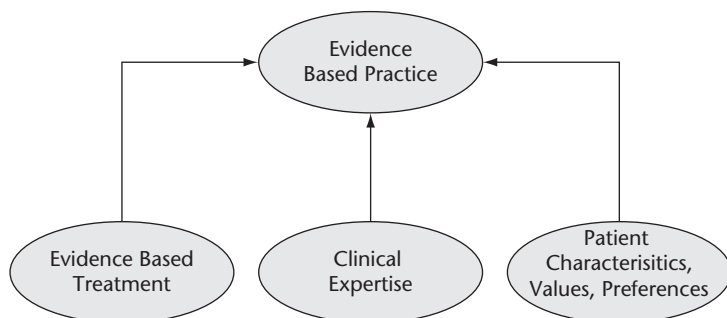 Evidence
Based Practice
Evidence Based
Treatment
Clinical
Expertise
Patient
Characterisitics,
Values, Preferences